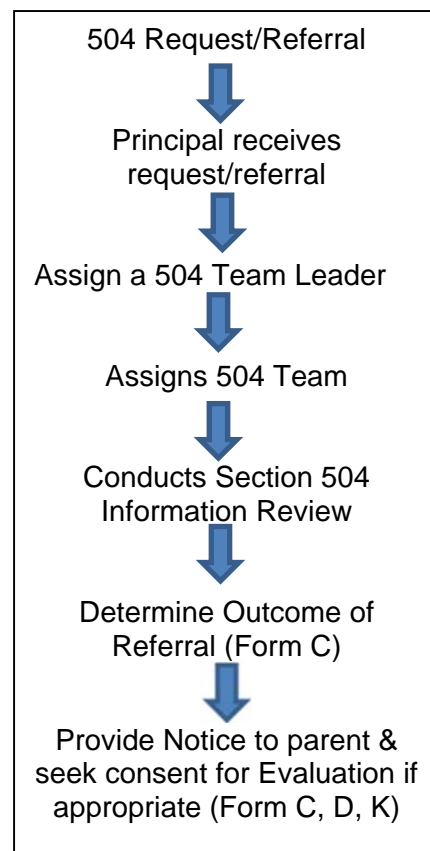 504 Request/Referral
Principal receives
request/referral
Assign a 504 Team Leader
Assigns 504 Team
Conducts Section 504
Information Review
Determine Outcome of
Referral (Form C)
Provide Notice to parent &
seek consent for Evaluation if
appropriate (Form C, D, K)